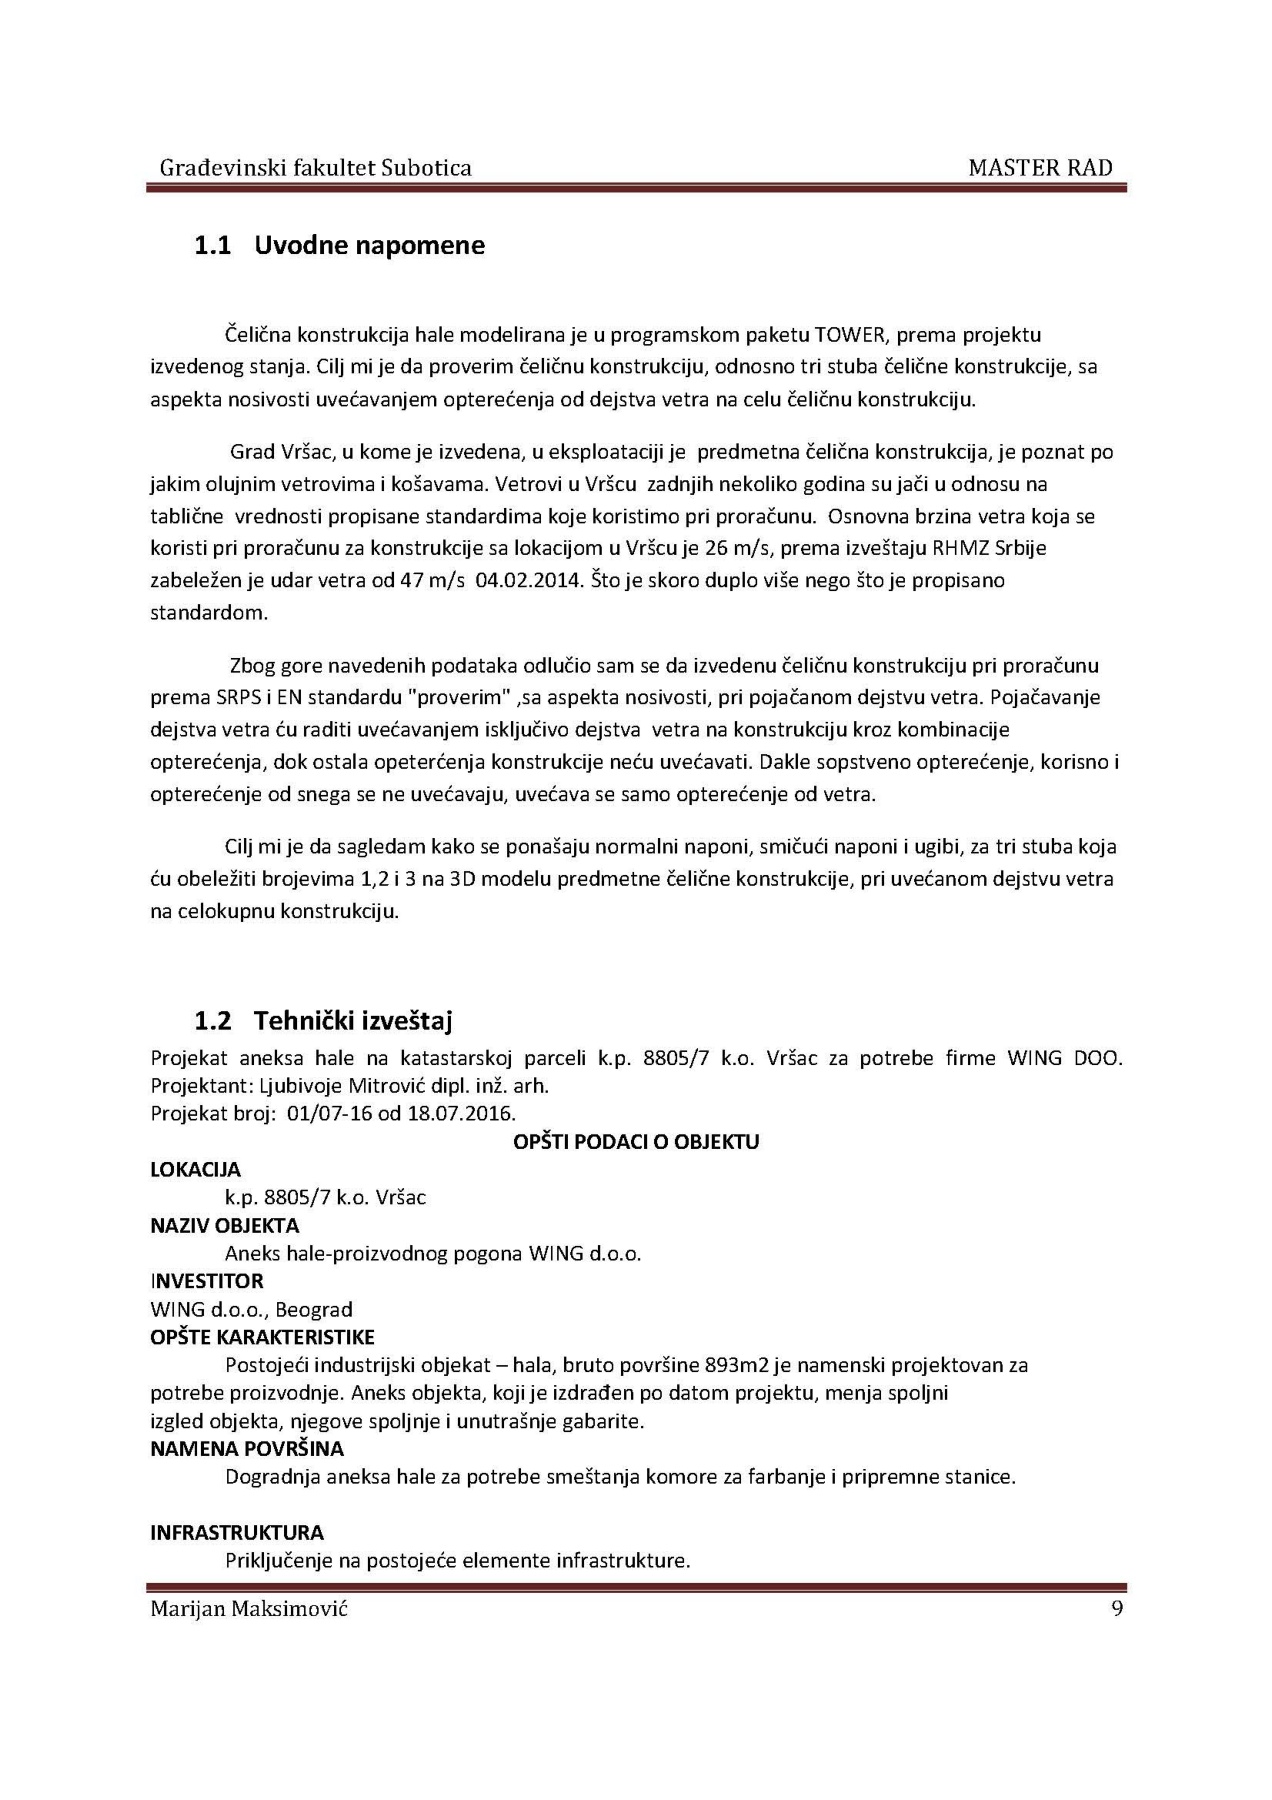 Građevinski fakultet Subotica MASTER RAD
1.1 Uvodne napomene
Čelična konstrukcija hale modelirana je u programskom paketu TOWER, prema projektu
izvedenog stanja. Cilj mi je da proverim čeličnu konstrukciju, odnosno tri stuba čelične konstrukcije, sa
aspekta nosivosti uvećavanjem opterećenja od dejstva vetra na celu čeličnu konstrukciju.
Grad Vršac, u kome je izvedena, u eksploataciji je predmetna čelična konstrukcija, je poznat po
jakim olujnim vetrovima i košavama. Vetrovi u Vršcu zadnjih nekoliko godina su jači u odnosu na
tablične vrednosti propisane standardima koje koristimo pri proračunu. Osnovna brzina vetra koja se
koristi pri proračunu za konstrukcije sa lokacijom u Vršcu je 26 m/s, prema izveštaju RHMZ Srbije
zabeležen je udar vetra od 47 m/s 04.02.2014. Što je skoro duplo više nego što je propisano
standardom.
Zbog gore navedenih podataka odlučio sam se da izvedenu čeličnu konstrukciju pri proračunu
prema SRPS i EN standardu "proverim" ,sa aspekta nosivosti, pri pojačanom dejstvu vetra. Pojačavanje
dejstva vetra ću raditi uvećavanjem isključivo dejstva vetra na konstrukciju kroz kombinacije
opterećenja, dok ostala opeterćenja konstrukcije neću uvećavati. Dakle sopstveno opterećenje, korisno i
opterećenje od snega se ne uvećavaju, uvećava se samo opterećenje od vetra.
Cilj mi je da sagledam kako se ponašaju normalni naponi, smičući naponi i ugibi, za tri stuba koja
ću obeležiti brojevima 1,2 i 3 na 3D modelu predmetne čelične konstrukcije, pri uvećanom dejstvu vetra
na celokupnu konstrukciju.
1.2 Tehnički izveštaj
Projekat aneksa hale na katastarskoj parceli k.p. 8805/7 k.o. Vršac za potrebe firme WING DOO.
Projektant: Ljubivoje Mitrović dipl. inž. arh.
Projekat broj: 01/07-16 od 18.07.2016.
OPŠTI PODACI O OBJEKTU
LOKACIJA
k.p. 8805/7 k.o. Vršac
NAZIV OBJEKTA
Aneks hale-proizvodnog pogona WING d.o.o.
INVESTITOR
WING d.o.o., Beograd
OPŠTE KARAKTERISTIKE
Postojeći industrijski objekat – hala, bruto površine 893m2 je namenski projektovan za
potrebe proizvodnje. Aneks objekta, koji je izdrađen po datom projektu, menja spoljni
izgled objekta, njegove spoljnje i unutrašnje gabarite.
NAMENA POVRŠINA
Dogradnja aneksa hale za potrebe smeštanja komore za farbanje i pripremne stanice.
INFRASTRUKTURA
Priključenje na postojeće elemente infrastrukture.
Marijan Maksimović 9